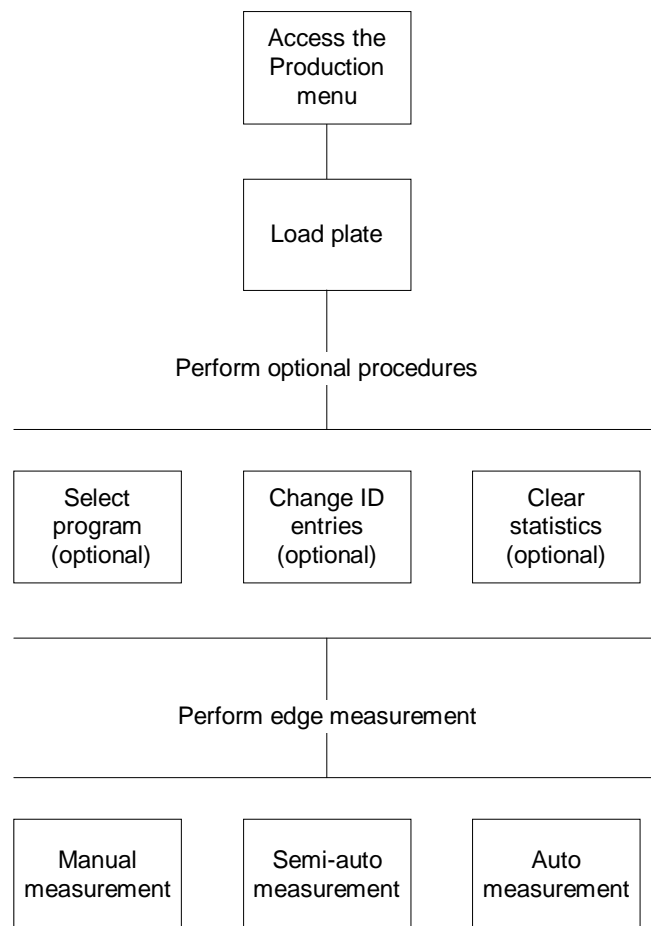 Access the
Production
menu
Load plate
Perform optional procedures
Select
program
(optional)
Change ID
entries
(optional)
Clear
statistics
(optional)
Perform edge measurement
Manual
measurement
Semi-auto
measurement
Auto
measurement